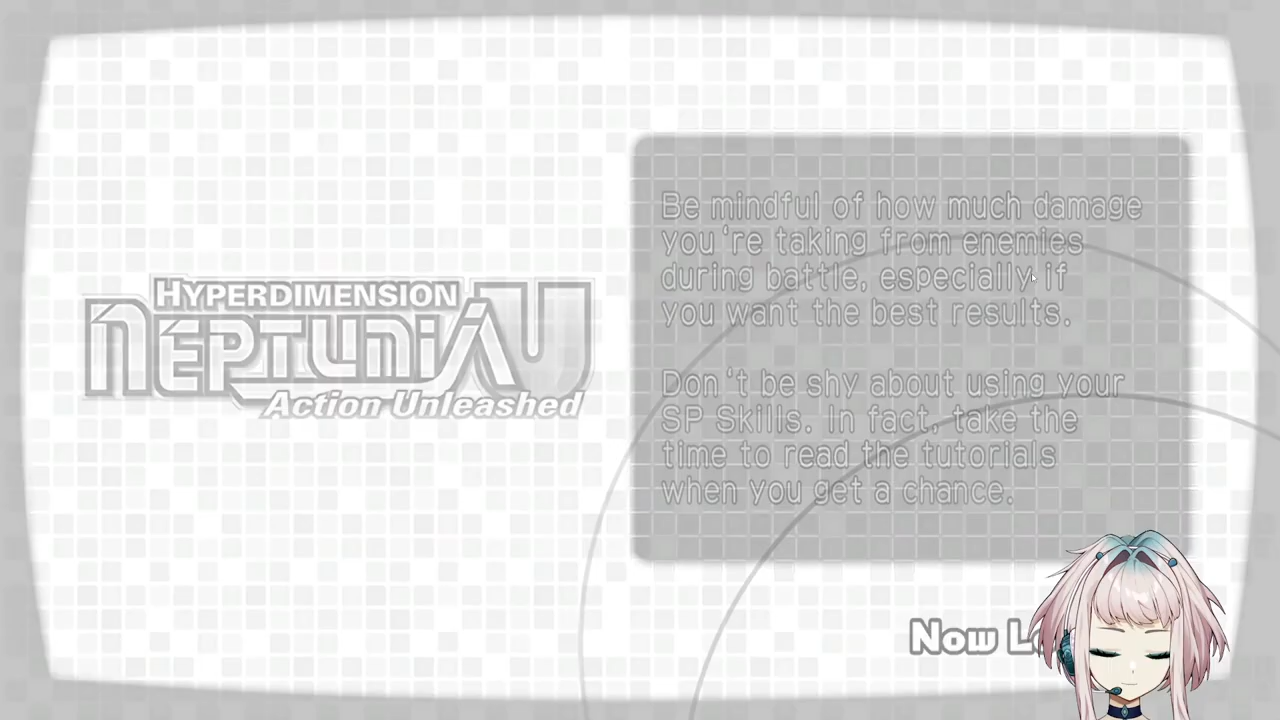 HYPERDIMENSION
NEPTUNIA U
Action Unleashed
Be mindful of how much damage
you're taking from enemies
during battle, especially if
you want the best results.
Don't be shy about using your
SP Skills. In fact, take the
time to read the tutorials
when you get a chance.
Now